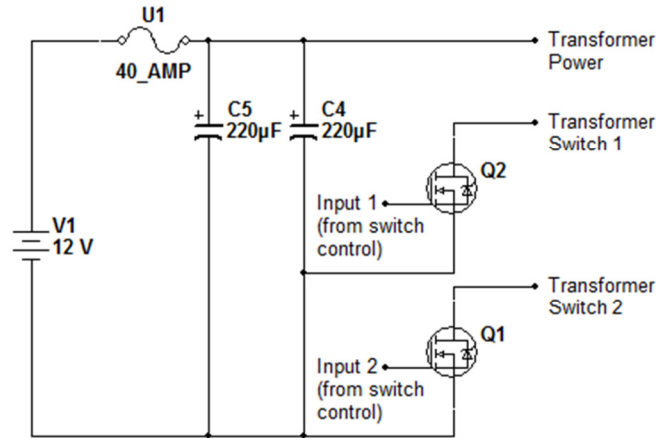 U1
40_AMP
Transformer
Power
+
C5
220µF
+
C4
220µF
Transformer
Switch 1
Q2
Input 1
(from switch
control)
V1
12 V
Transformer
Switch 2
Q1
Input 2
(from switch
control)